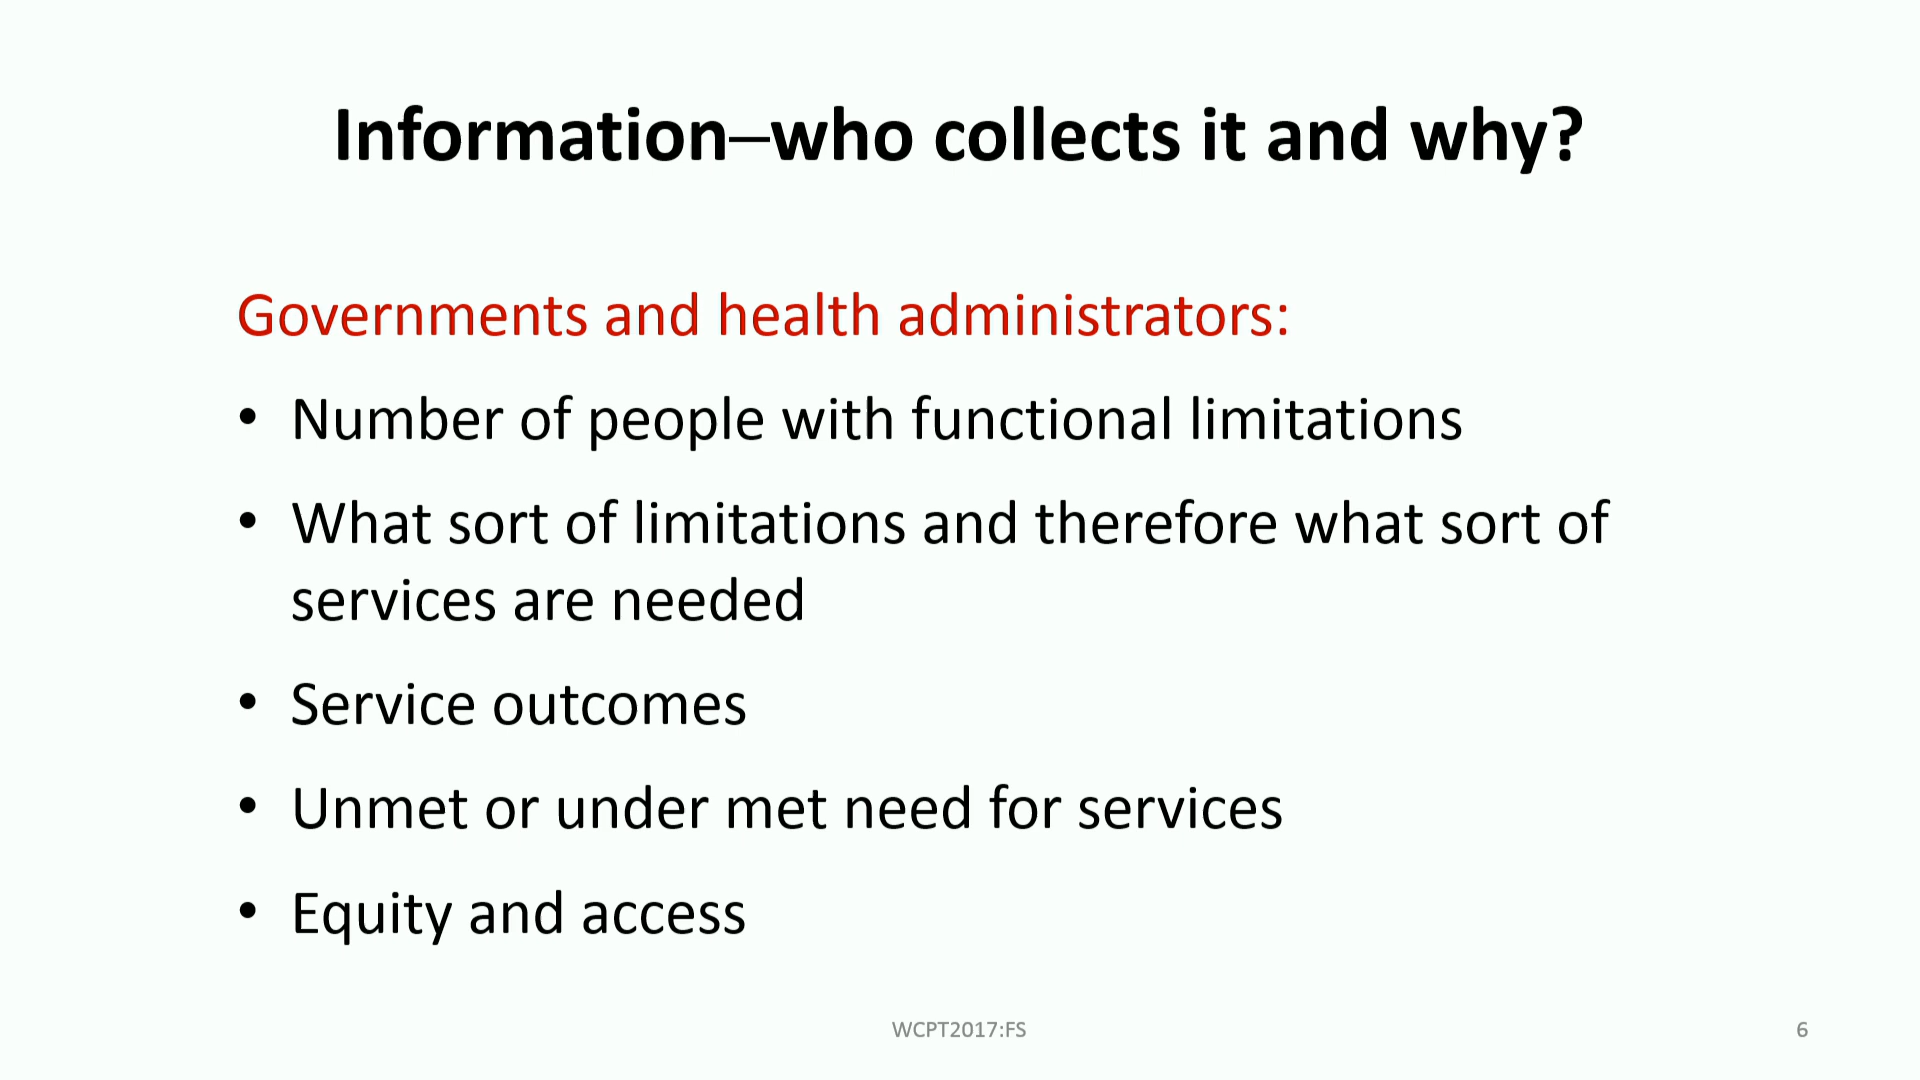 Information–who collects it and why?
Governments and health administrators:
• Number of people with functional limitations
• What sort of limitations and therefore what sort of
services are needed
• Service outcomes
• Unmet or under met need for services
• Equity and access
WCPT2017:FS
6